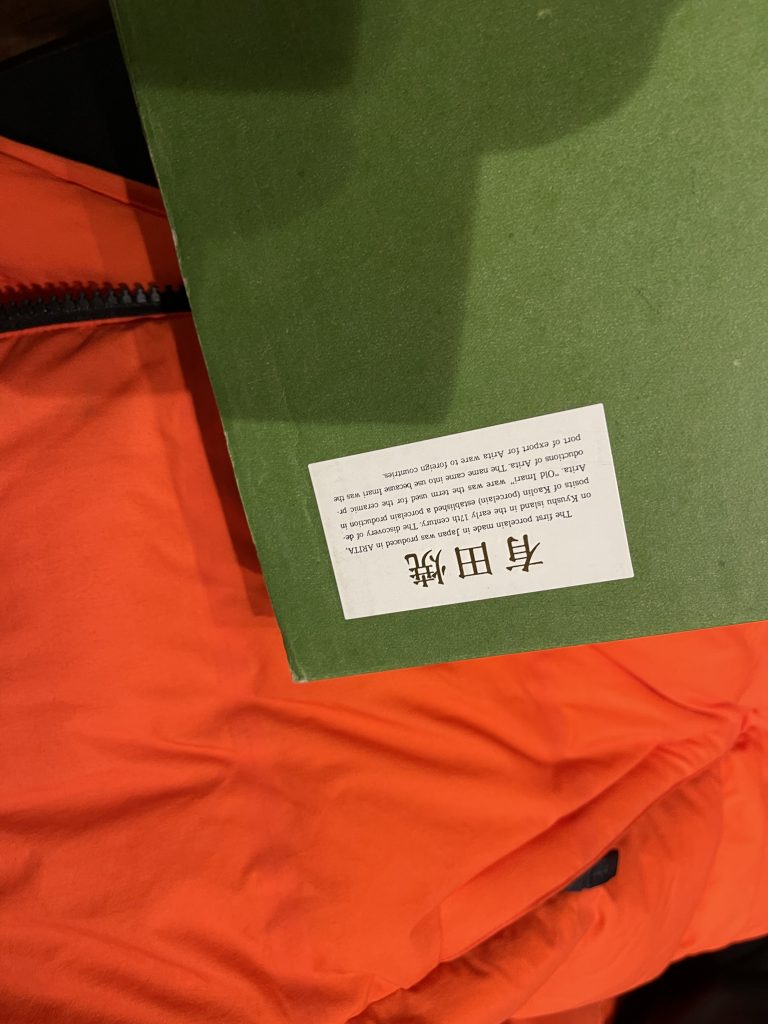 有田焼
The first porcelain made in Japan was produced in ARITA,
on Kyushu island in the early 17th century. The discovery of de-
posits of Kaolin (porcelain) established a porcelain production in
Arita. "Old Imari" ware was the term used for the ceramic pr-
oductions of Arita. The name came into use because Imari was the
port of export for Arita ware to foreign countries.